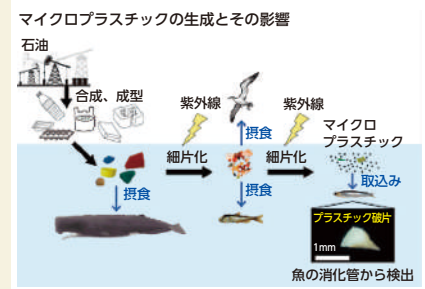 マイクロプラスチックの生成とその影響
石油
合成、成型
紫外線
紫外線
摂食
マイクロ
プラスチック
細片化
細片化
摂食
摂食
取込み
プラスチック破片
1mm
魚の消化管から検出